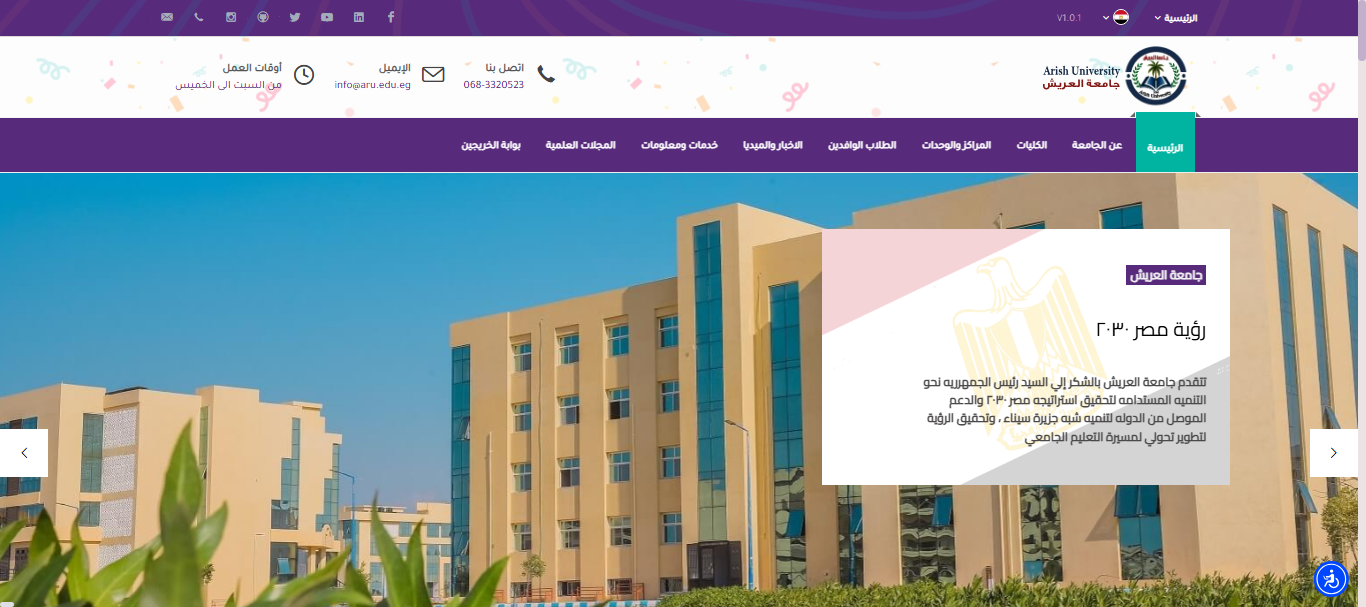 الرئيسية
V1.0.1
Arish University
جامعة العريش
اتصل بنا
068-3320523
الإيميل
info@aru.edu.eg
أوقات العمل
من السبت الى الخميس
الرئيسية
عن الجامعة
الكليات
المراكز والوحدات
الطلاب الوافدين
الاخبار والميديا
خدمات ومعلومات
المجلات العلمية
بوابة الخريجين
جامعة العريش
رؤية مصر ٢٠٣٠
تتقدم جامعة العريش بالشكر إلي السيد رئيس الجمهرريه نحو
التنميه المستدامه لتحقيق استراتيجه مصر ٢٠٣٠ والدعم
الموصل من الدوله لتنميه شبه جزيرة سيناء ، وتحقيق الرؤية
لتطوير تحولي لمسيرة التعليم الجامعي